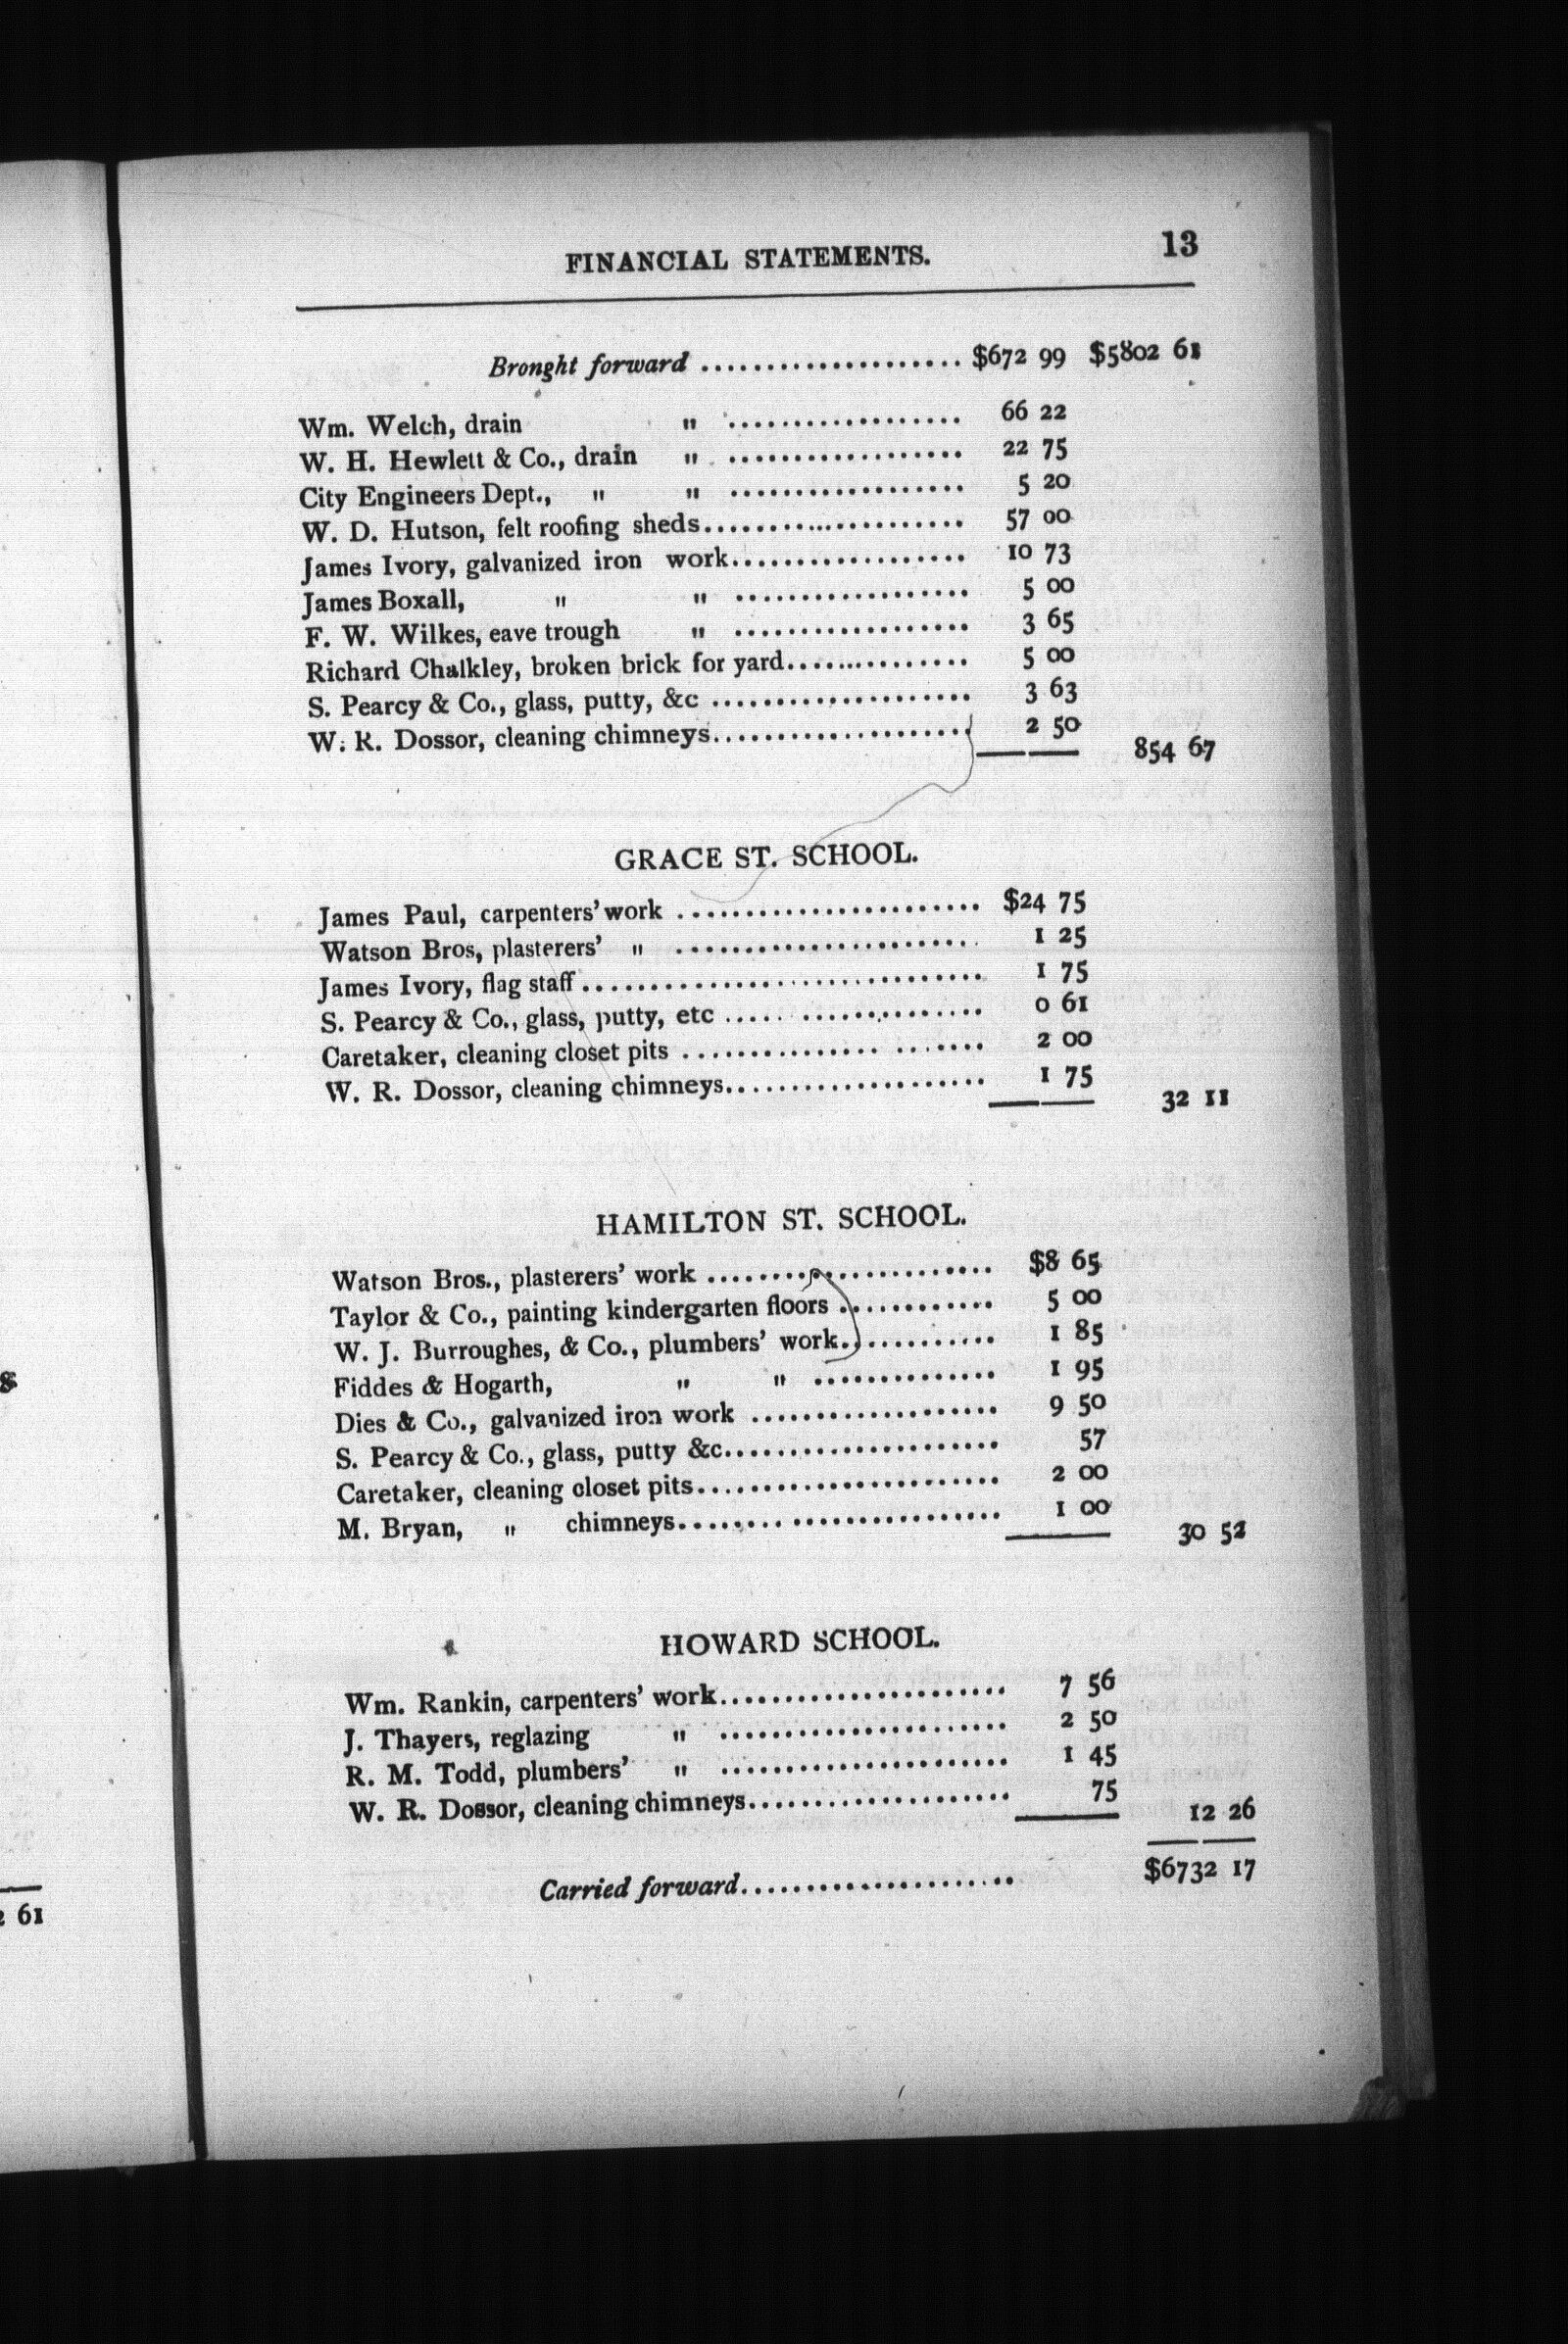 FINANCIAL STATEMENTS. 13
Bronght forward .................... $672 99 $5802 61
Wm. Welch, drain " .................. 66 22
W. H. Hewlett & Co., drain " .................. 22 75
City Engineers Dept., " " .................. 5 20
W. D. Hutson, felt roofing sheds.................... 57 00
James Ivory, galvanized iron work.................. 10 73
James Boxall, " " .................. 5 00
F. W. Wilkes, eave trough " .................. 3 65
Richard Chalkley, broken brick for yard.............. 5 00
S. Pearcy & Co., glass, putty, &c .................... 3 63
W. R. Dossor, cleaning chimneys.................... 2 50
854 67
GRACE ST. SCHOOL.
James Paul, carpenters' work ....................... $24 75
Watson Bros, plasterers' " ....................... 1 25
James Ivory, flag staff.............................. 1 75
S. Pearcy & Co., glass, putty, etc .................... 0 61
Caretaker, cleaning closet pits ...................... 2 00
W. R. Dossor, cleaning chimneys.................... 1 75
32 11
HAMILTON ST. SCHOOL.
Watson Bros., plasterers' work ...................... $8 65
Taylor & Co., painting kindergarten floors ............ 5 00
W. J. Burroughes, & Co., plumbers' work............ 1 85
Fiddes & Hogarth, " " .............. 1 95
Dies & Co., galvanized iron work ................... 9 50
S. Pearcy & Co., glass, putty &c..................... 57
Caretaker, cleaning closet pits....................... 2 00
M. Bryan, " chimneys........................ 1 00
30 52
HOWARD SCHOOL.
Wm. Rankin, carpenters' work...................... 7 56
J. Thayers, reglazing " ...................... 2 50
R. M. Todd, plumbers' " ...................... 1 45
W. R. Dossor, cleaning chimneys.................... 75
12 26
Carried forward..................... $6732 17
61